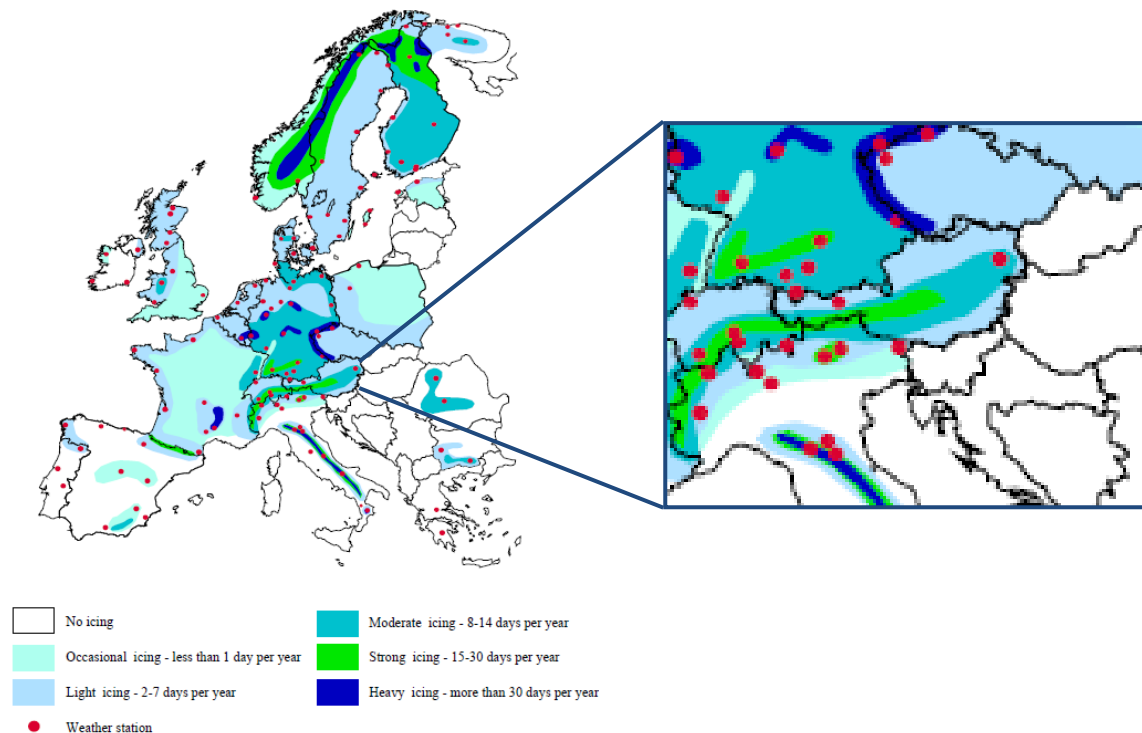 No icing
Moderate icing - 8-14 days per year
Occasional icing - less than 1 day per year
Strong icing - 15-30 days per year
Light icing - 2-7 days per year
Heavy icing - more than 30 days per year
Weather station